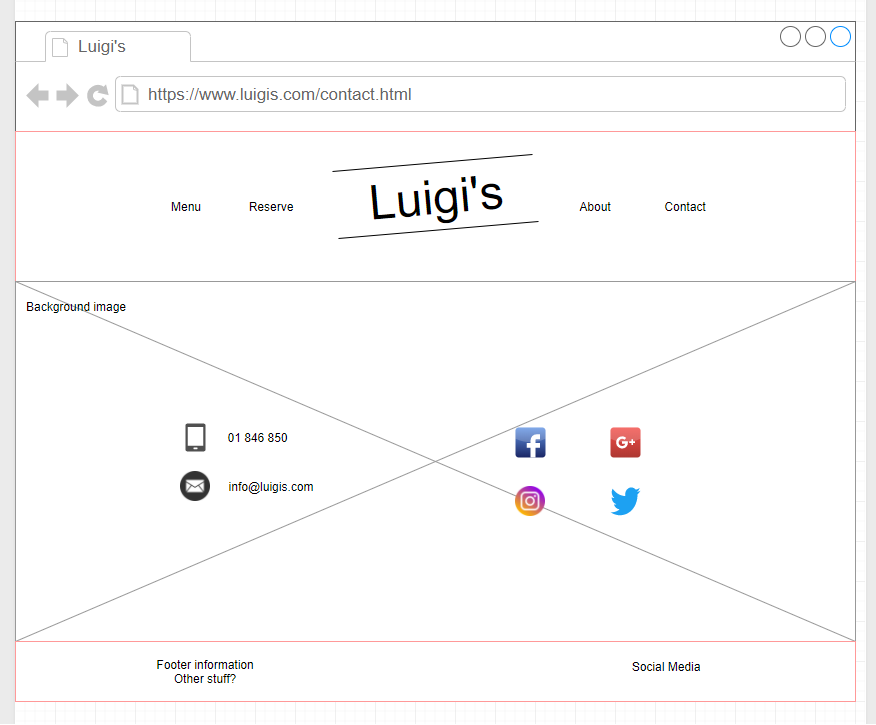 Luigi's
https://www.luigis.com/contact.html
Menu Reserve Luigi's About Contact
Background image
01 846 850
info@luigis.com
f
G+
Footer information
Other stuff?
Social Media